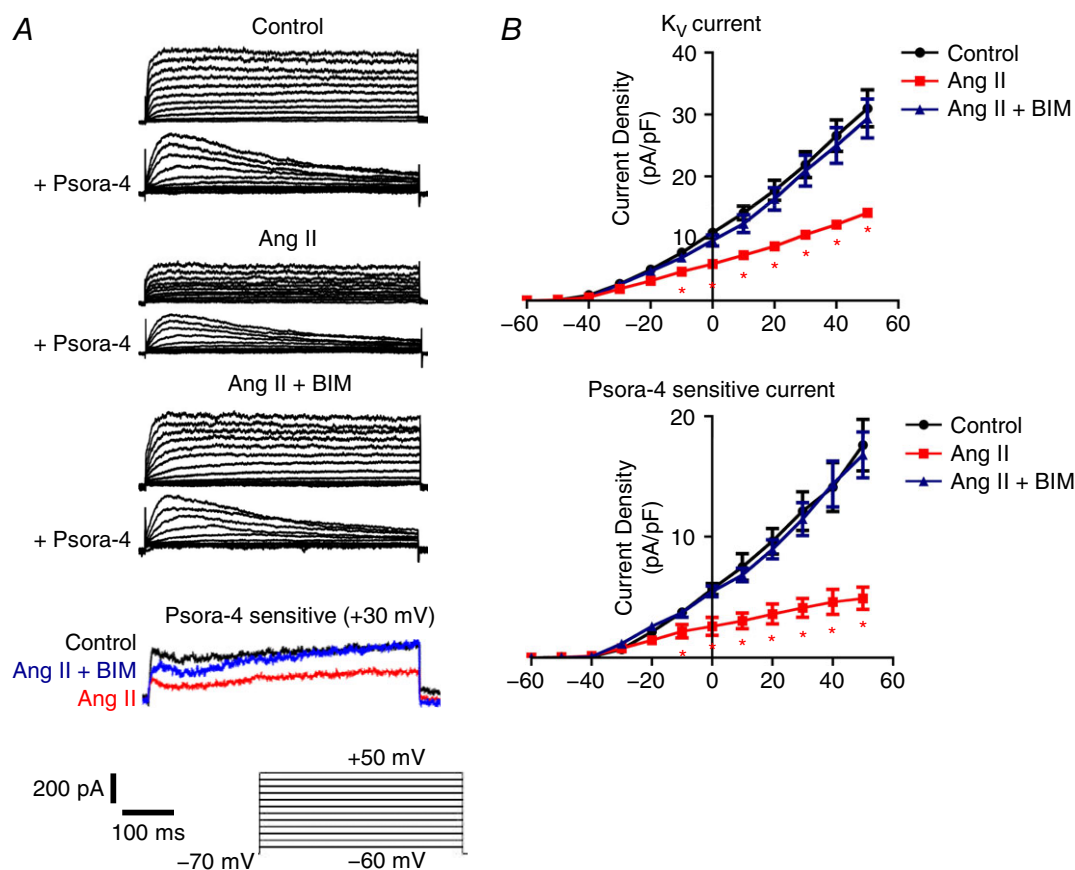 A
Control
+ Psora-4
Ang II
+ Psora-4
Ang II + BIM
+ Psora-4
Psora-4 sensitive (+30 mV)
Control
Ang II + BIM
Ang II
200 pA
100 ms
+50 mV
−70 mV
−60 mV
B
KV current
Current Density
(pA/pF)
40
30
20
10
−60
−40
−20
0
20
40
60
Control
Ang II
Ang II + BIM
* * * * * * *
Psora-4 sensitive current
Current Density
(pA/pF)
20
10
−60
−40
−20
0
20
40
60
Control
Ang II
Ang II + BIM
* * * * * * *